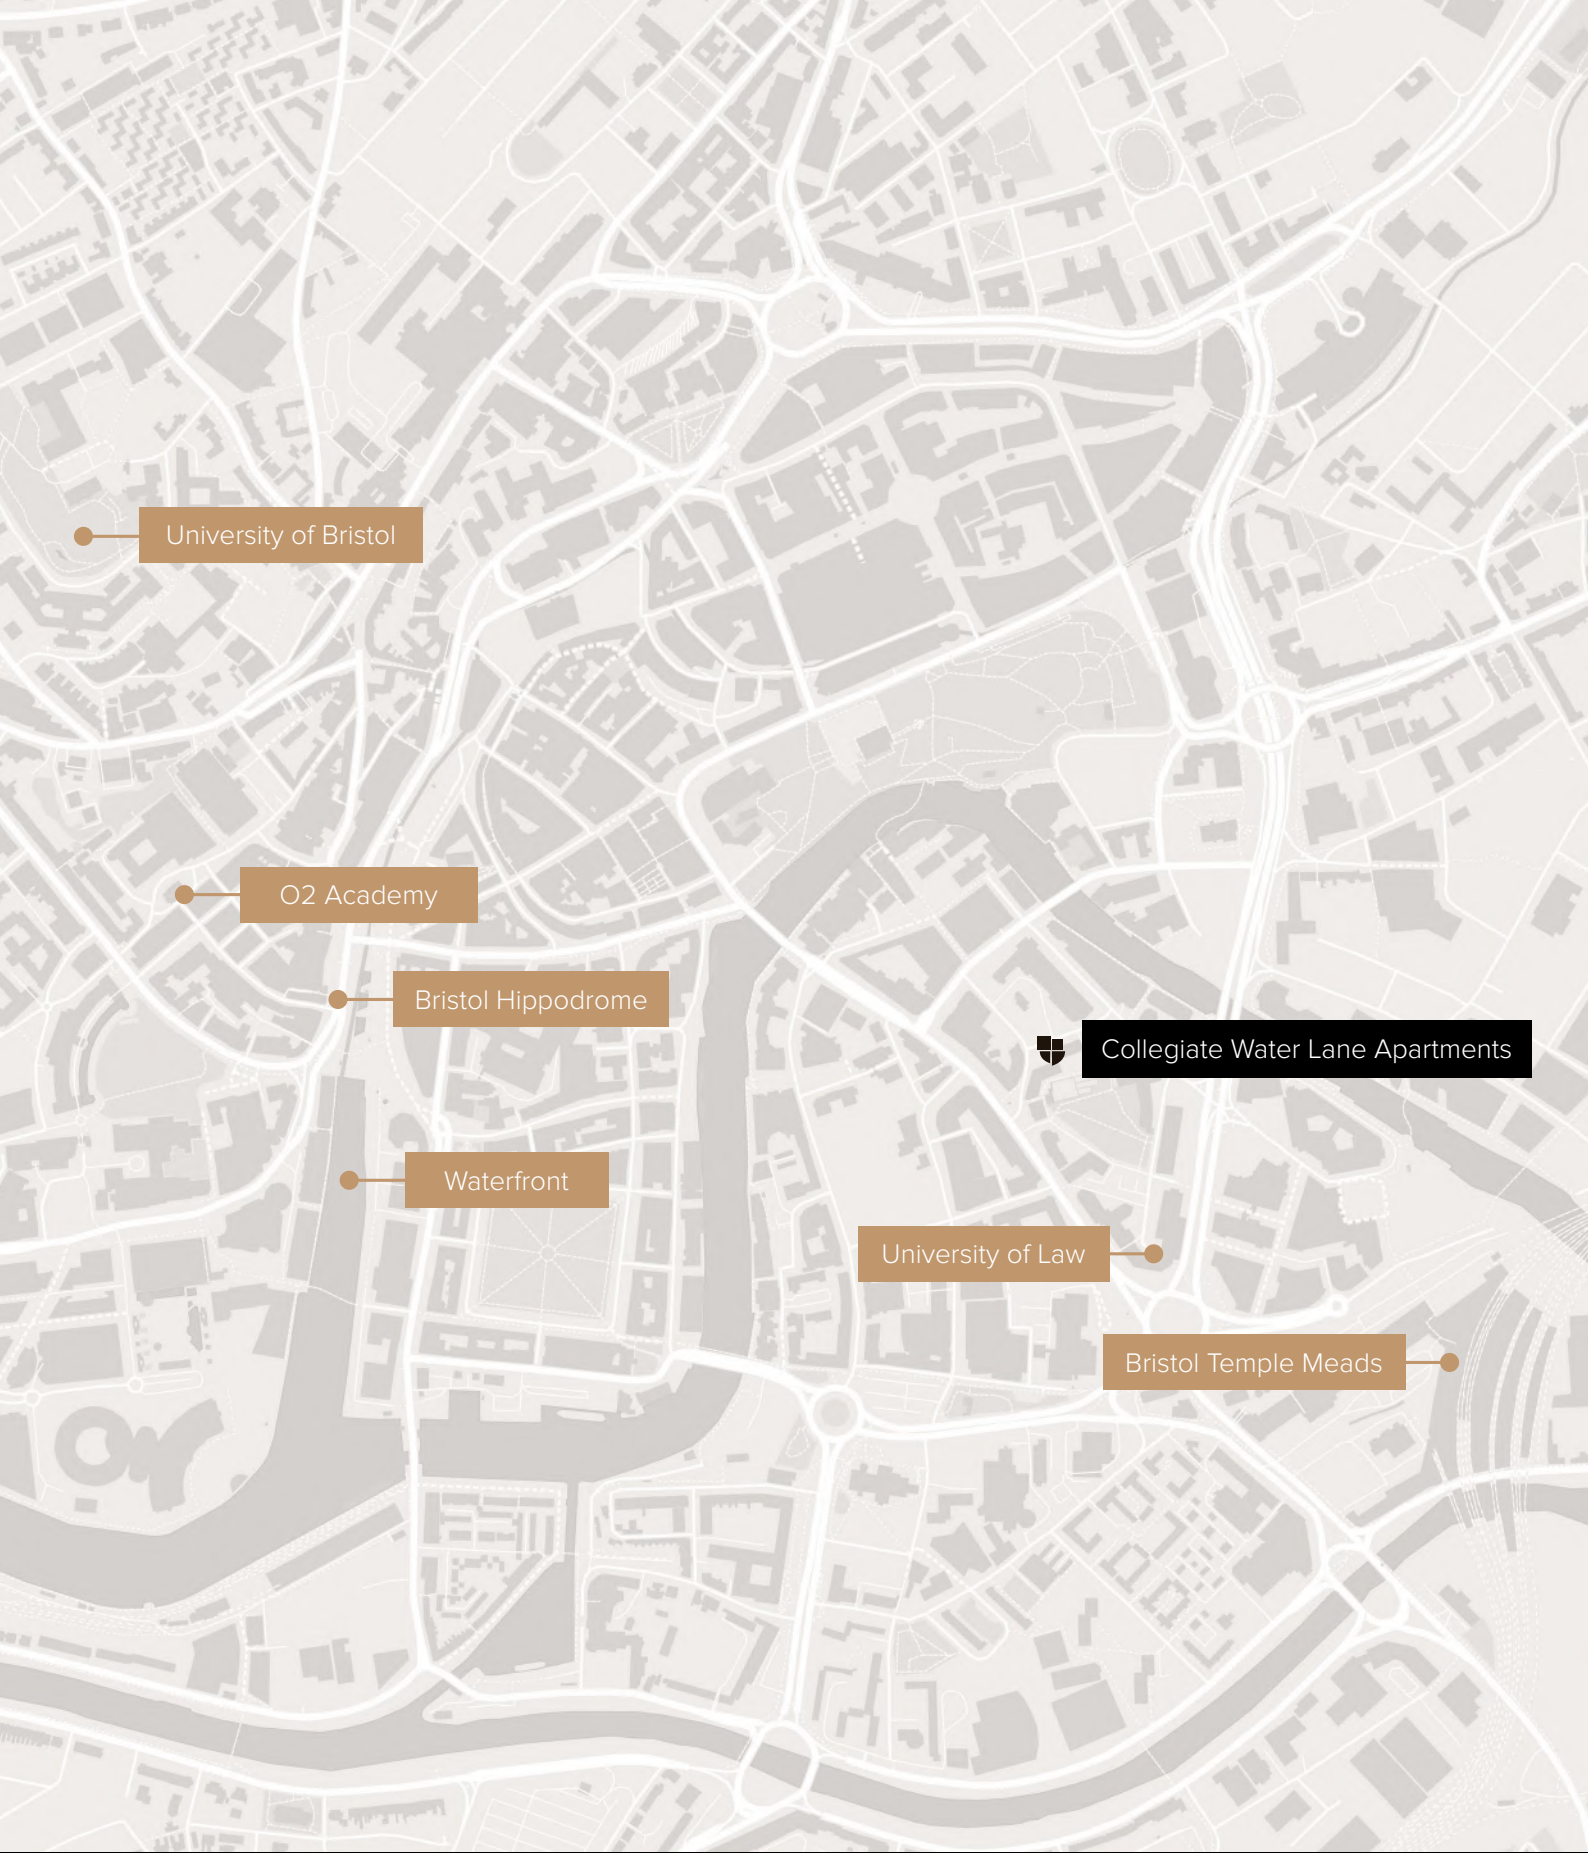 University of Bristol
O2 Academy
Bristol Hippodrome
Collegiate Water Lane Apartments
Waterfront
University of Law
Bristol Temple Meads